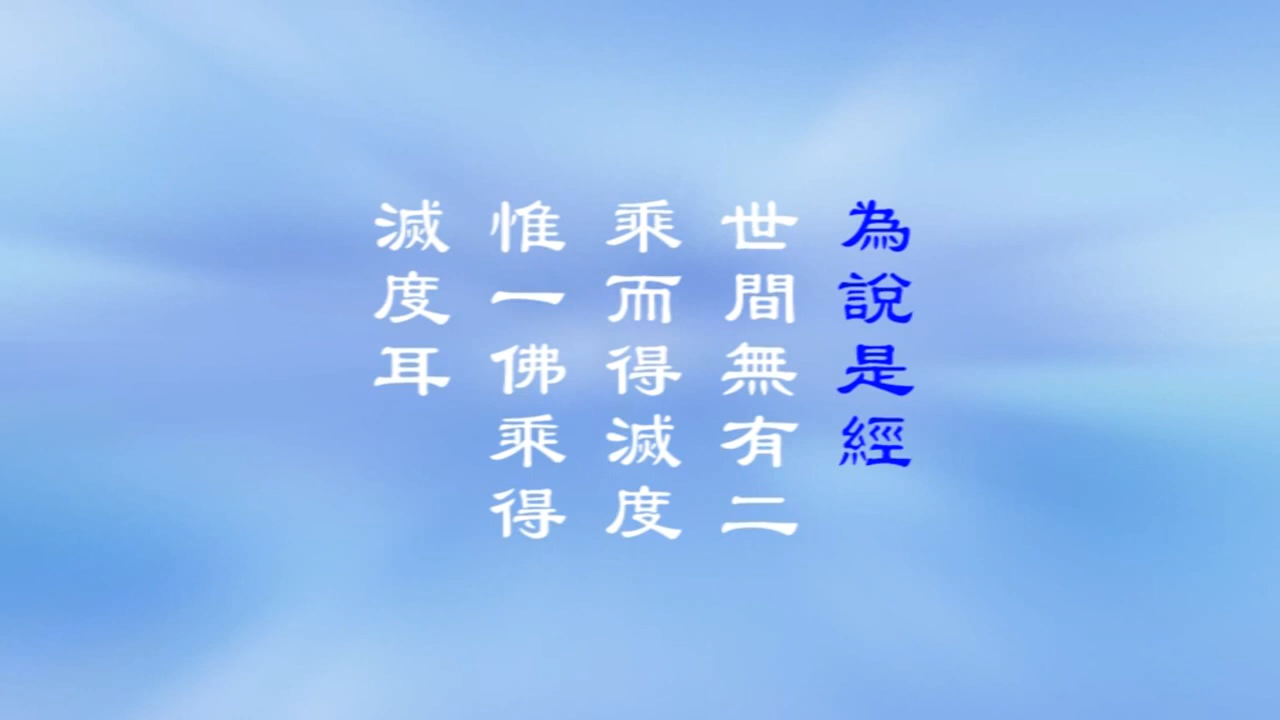 為說是經
世間無有二
乘而得滅度
惟一佛乘得
滅度耳